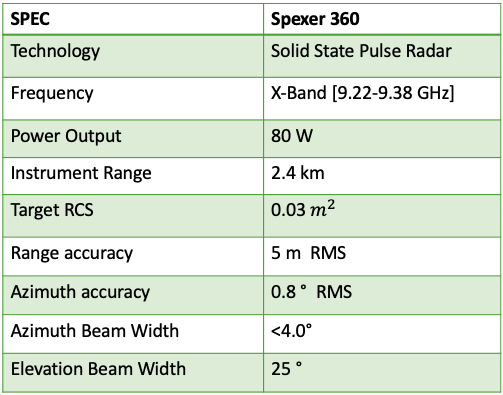 SPEC Spexer 360
Technology Solid State Pulse Radar
Frequency X-Band [9.22-9.38 GHz]
Power Output 80 W
Instrument Range 2.4 km
Target RCS 0.03 m²
Range accuracy 5 m RMS
Azimuth accuracy 0.8 ° RMS
Azimuth Beam Width <4.0°
Elevation Beam Width 25 °